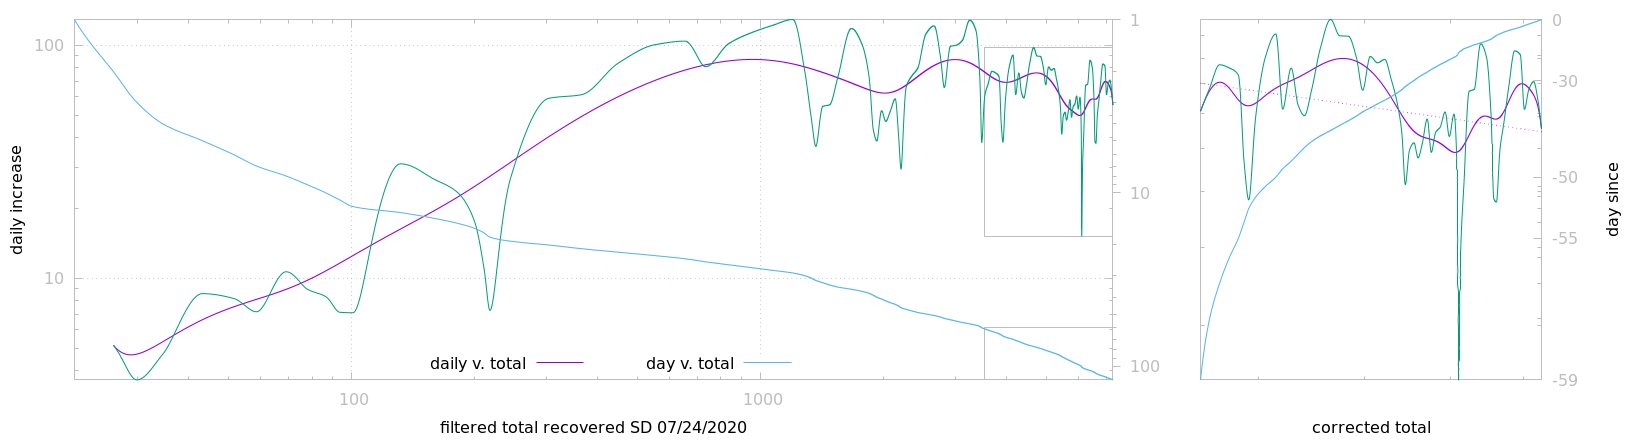 daily increase
100
10
100
1000
1
10
100
daily v. total
day v. total
filtered total recovered SD 07/24/2020
0
-30
-50
-55
-59
day since
corrected total